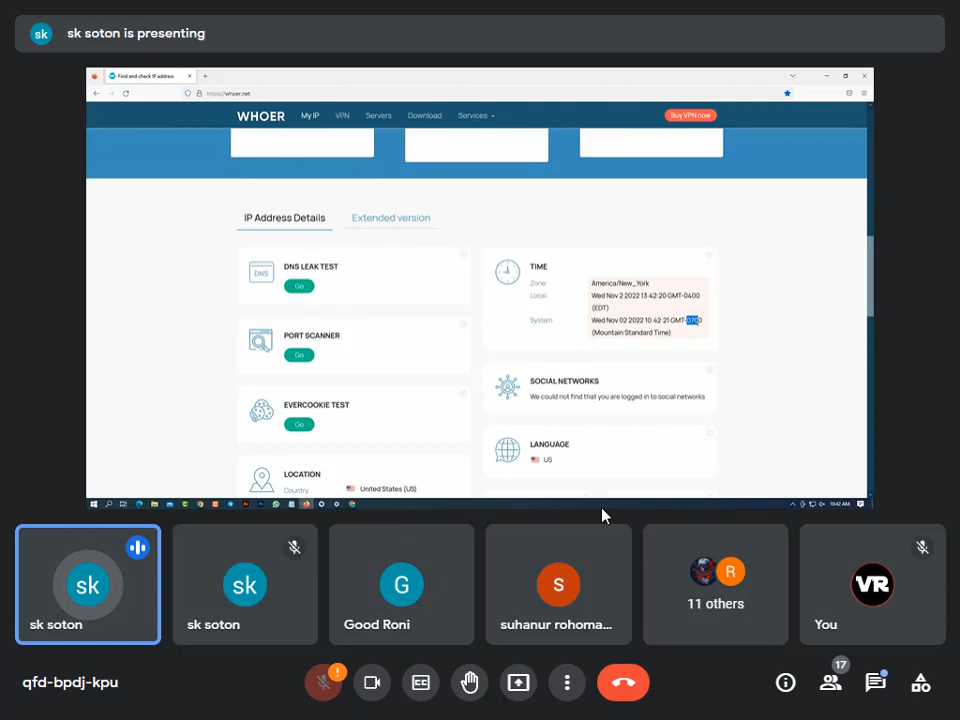 sk
sk soton is presenting
Find and check IP address
https://whoer.net
WHOER
My IP
VPN
Servers
Download
Services
Buy VPN now
IP Address Details
Extended version
DNS
DNS LEAK TEST
Go
PORT SCANNER
Go
EVERCOOKIE TEST
Go
LOCATION
Country
United States (US)
TIME
Zone:
America/New_York
Local:
Wed Nov 2 2022 13:42:20 GMT-0400
(EDT)
System:
Wed Nov 02 2022 10:42:21 GMT-0700
(Mountain Standard Time)
SOCIAL NETWORKS
We could not find that you are logged in to social networks
LANGUAGE
US
10:42 AM
sk
sk soton
sk
sk soton
G
Good Roni
s
suhanur rohoma...
R
11 others
VR
You
qfd-bpdj-kpu
CC
17